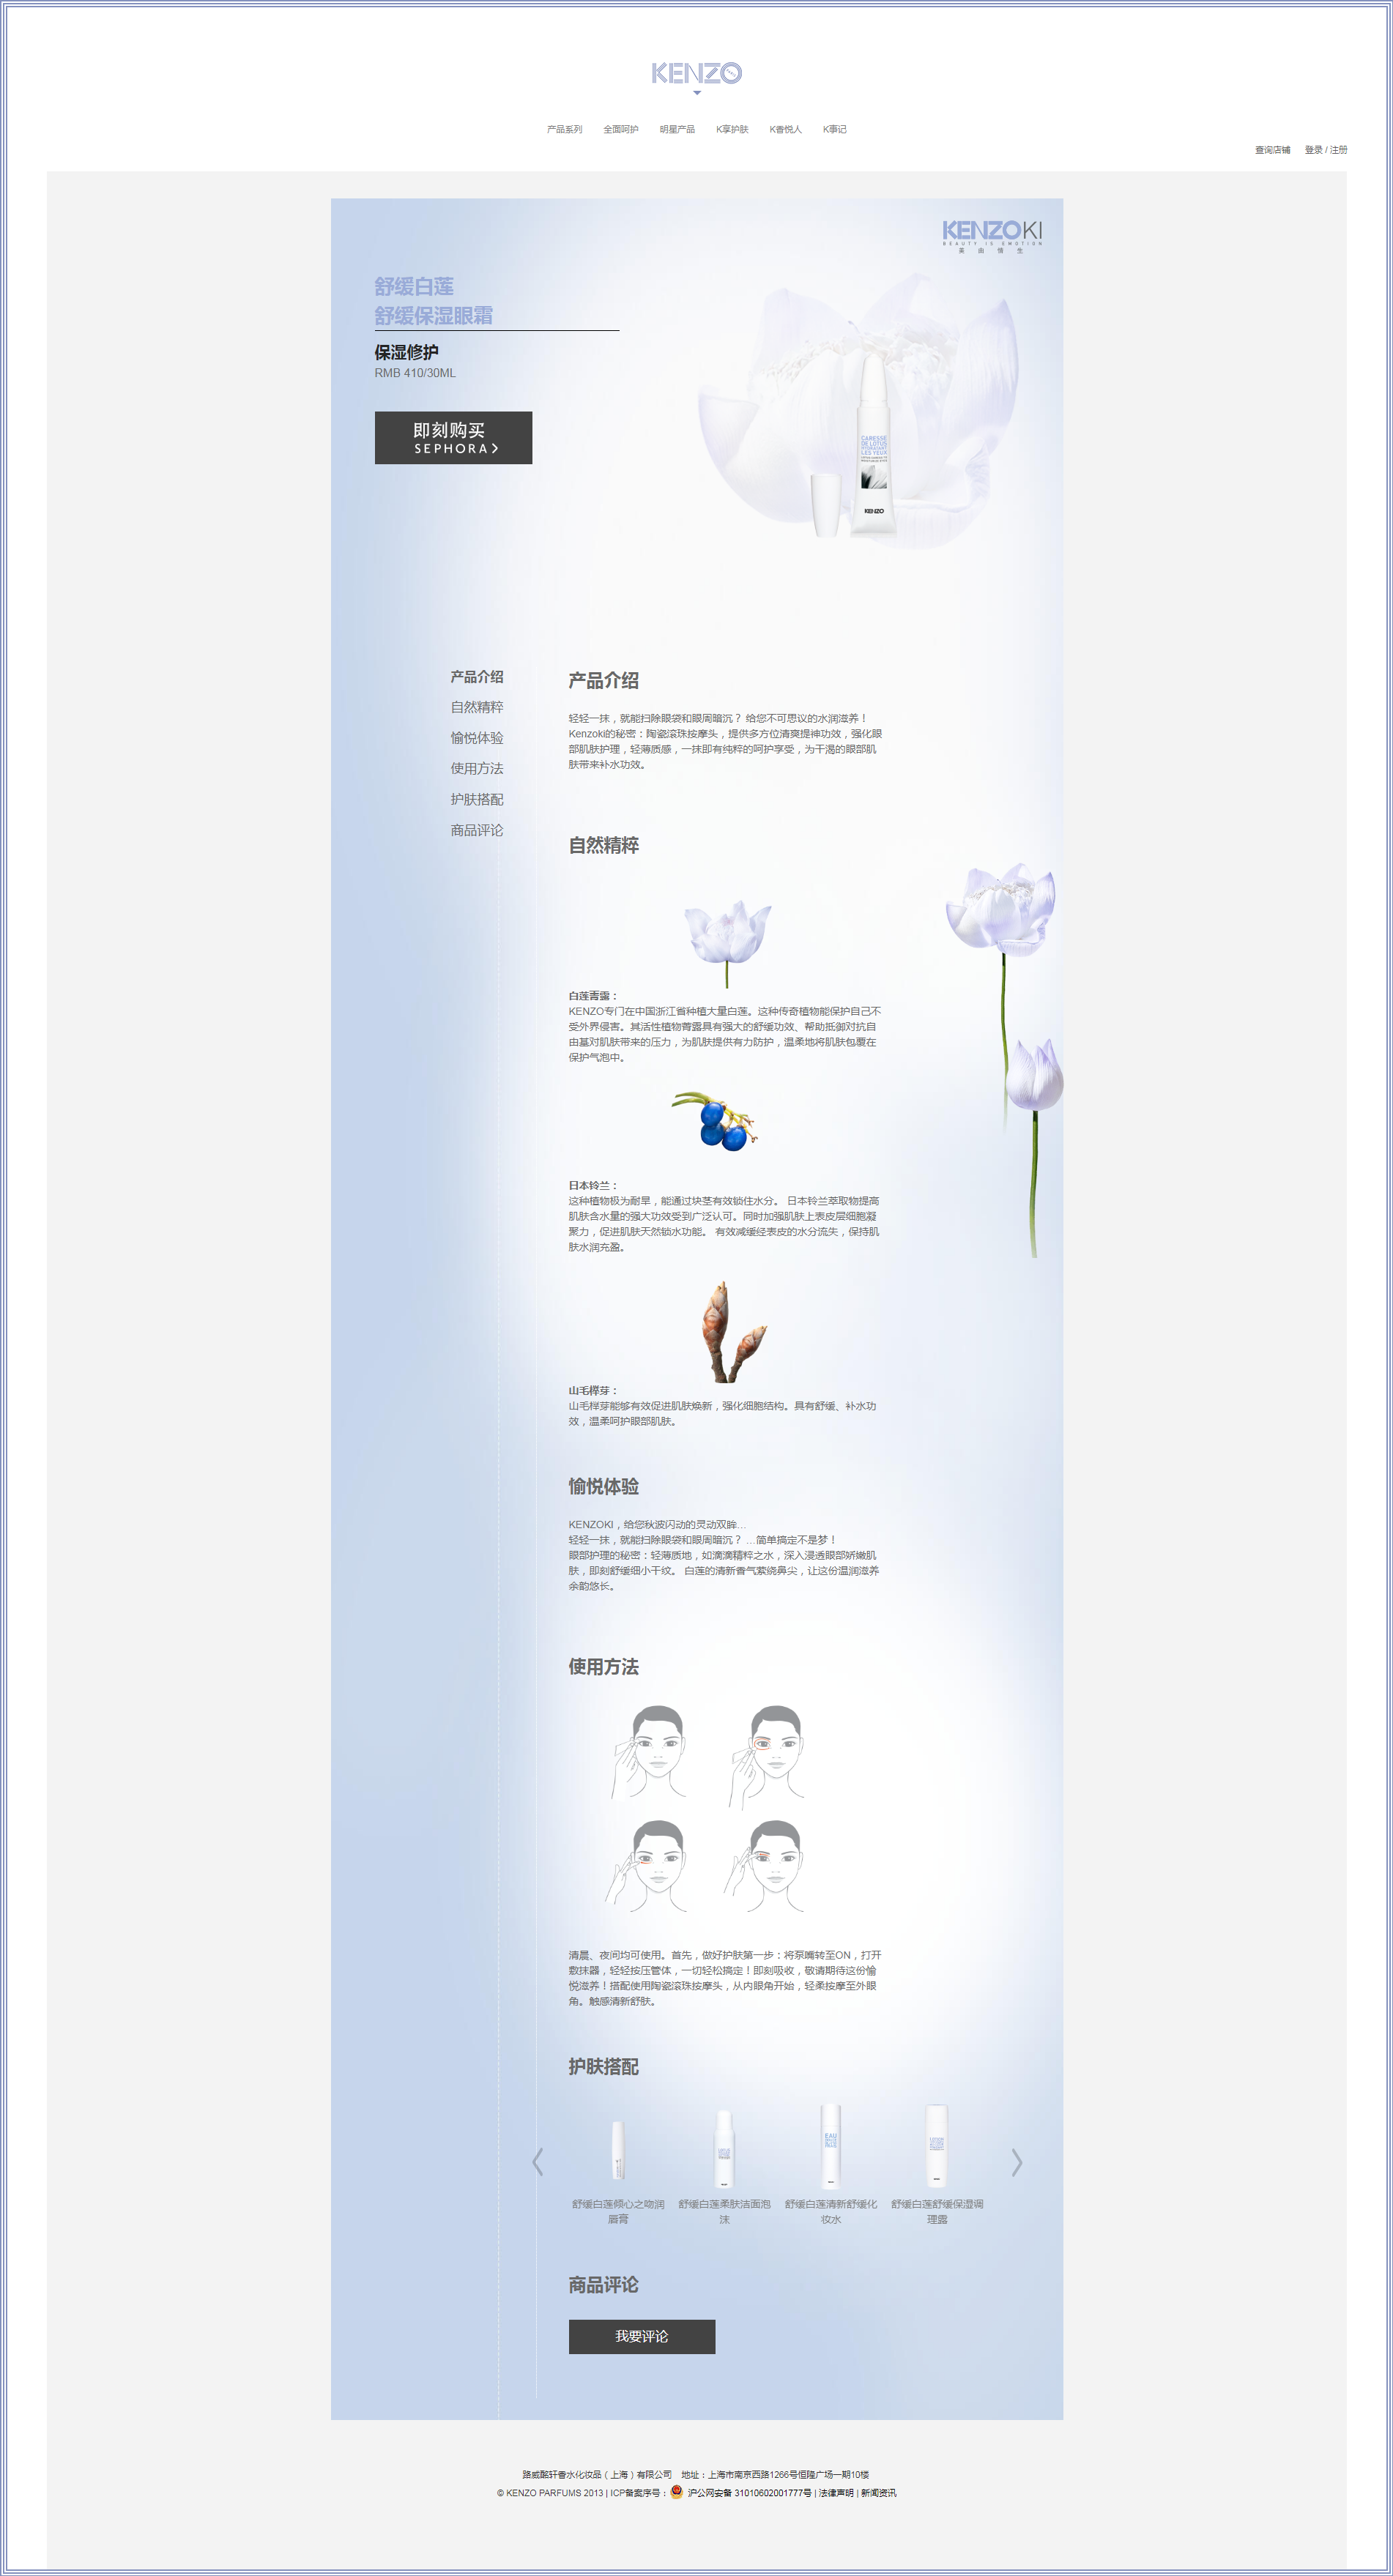 KENZO
产品系列 全面呵护 明星产品 K享护肤 K香悦人 K事记
查询店铺 登录 / 注册
KENZOKI
BEAUTY IS EMOTION
美 由 情 生
舒缓白莲
舒缓保湿眼霜
保湿修护
RMB 410/30ML
即刻购买
SEPHORA
CARESSE
DE LOTUS
HYDRATANT
LES YEUX
KENZO
产品介绍
自然精粹
愉悦体验
使用方法
护肤搭配
商品评论
产品介绍
轻轻一抹，就能扫除眼袋和眼周暗沉？ 给您不可思议的水润滋养！
Kenzoki的秘密：陶瓷滚珠按摩头，提供多方位清爽提神功效，强化眼
部肌肤护理，轻薄质感，一抹即有纯粹的呵护享受，为干渴的眼部肌
肤带来补水功效。
自然精粹
白莲菁露：
KENZO专门在中国浙江省种植大量白莲。这种传奇植物能保护自己不
受外界侵害。其活性植物菁露具有强大的舒缓功效、帮助抵御对抗自
由基对肌肤带来的压力，为肌肤提供有力防护，温柔地将肌肤包覆在
保护气泡中。
日本铃兰：
这种植物极为耐旱，能通过块茎有效锁住水分。 日本铃兰萃取物提高
肌肤含水量的强大功效受到广泛认可。同时加强肌肤上表皮层细胞凝
聚力，促进肌肤天然锁水功能。 有效减缓经表皮的水分流失，保持肌
肤水润充盈。
山毛榉芽：
山毛榉芽能够有效促进肌肤焕新，强化细胞结构。具有舒缓、补水功
效，温柔呵护眼部肌肤。
愉悦体验
KENZOKI，给您秋波闪动的灵动双眸…
轻轻一抹，就能扫除眼袋和眼周暗沉？ …简单搞定不是梦！
眼部护理的秘密：轻薄质地，如滴滴精粹之水，深入浸透眼部娇嫩肌
肤，即刻舒缓细小干纹。 白莲的清新香气萦绕鼻尖，让这份温润滋养
余韵悠长。
使用方法
清晨、夜间均可使用。首先，做好护肤第一步：将泵嘴转至ON，打开
敷抹器，轻轻按压管体，一切轻松搞定！即刻吸收，敬请期待这份愉
悦滋养！搭配使用陶瓷滚珠按摩头，从内眼角开始，轻柔按摩至外眼
角。触感清新舒肤。
护肤搭配
舒缓白莲倾心之吻润 舒缓白莲柔肤洁面泡 舒缓白莲清新舒缓化 舒缓白莲舒缓保湿调
唇膏 沫 妆水 理露
商品评论
我要评论
路威酩轩香水化妆品（上海）有限公司 地址：上海市南京西路1266号恒隆广场一期10楼
© KENZO PARFUMS 2013 | ICP备案序号： 沪公网安备 31010602001777号 | 法律声明 | 新闻资讯